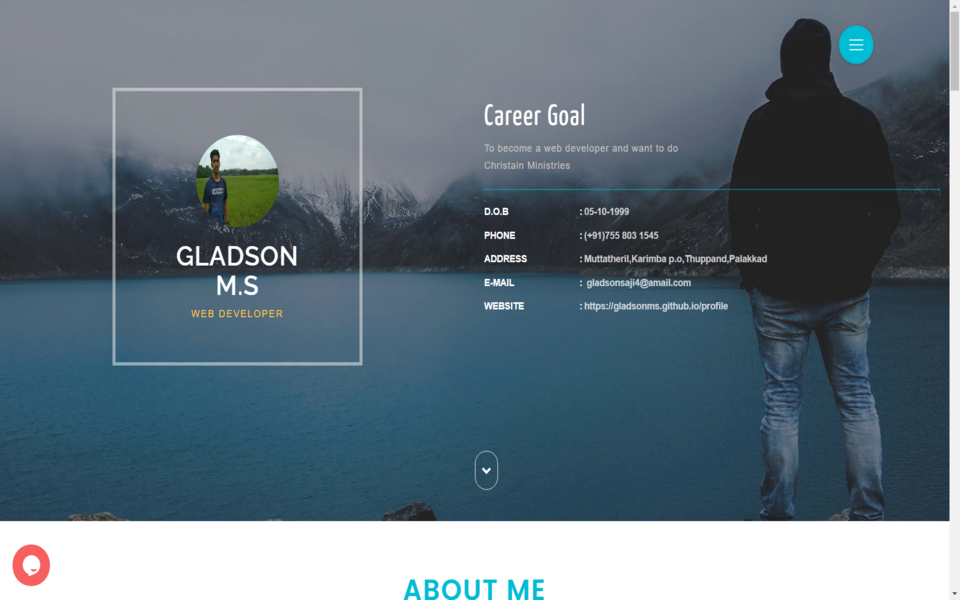 GLADSON
M.S
WEB DEVELOPER
Career Goal
To become a web developer and want to do
Christain Ministries
D.O.B : 05-10-1999
PHONE : (+91)755 803 1545
ADDRESS : Muttatheril,Karimba p.o,Thuppand,Palakkad
E-MAIL : gladsonsaji4@amail.com
WEBSITE : https://gladsonms.github.io/profile
ABOUT ME